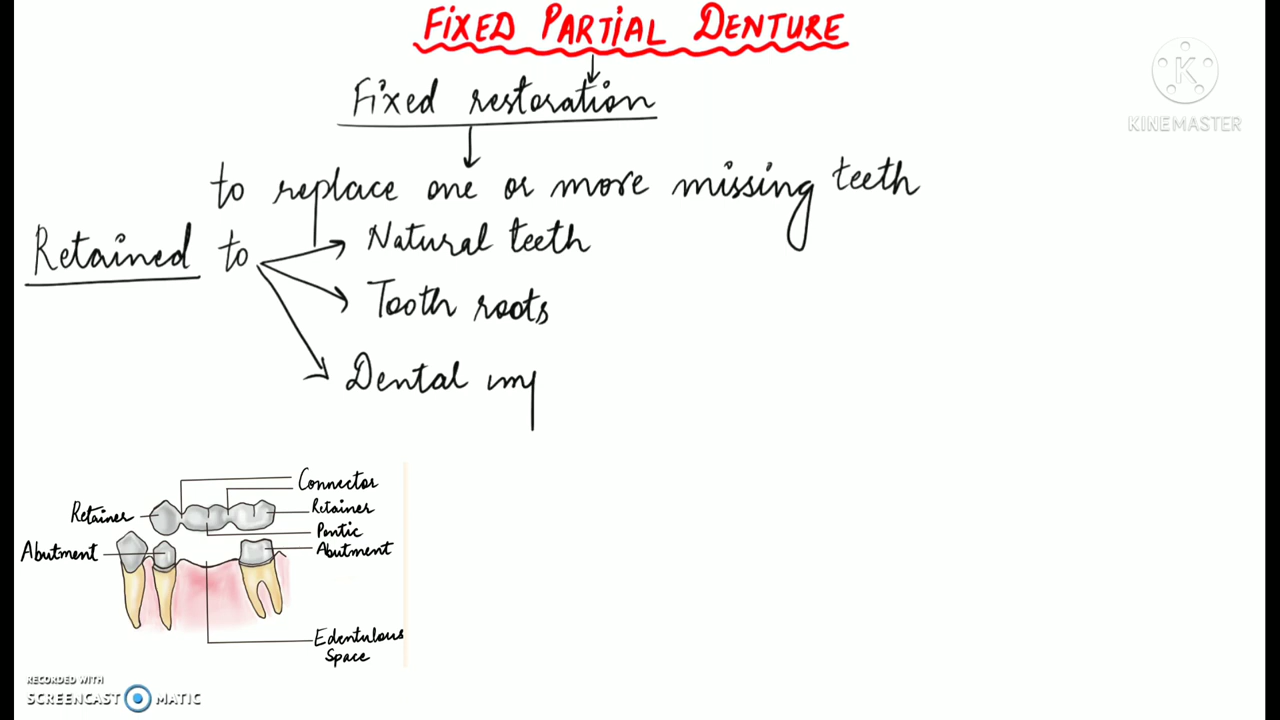 FIXED PARTIAL DENTURE
Fixed restoration
to replace one or more missing teeth
Retained to
Natural teeth
Tooth roots
Dental imp
KINEMASTER
Connector
Retainer
Retainer
Pontic
Abutment
Abutment
Edentulous
Space
RECORDED WITH
SCREENCAST MATIC